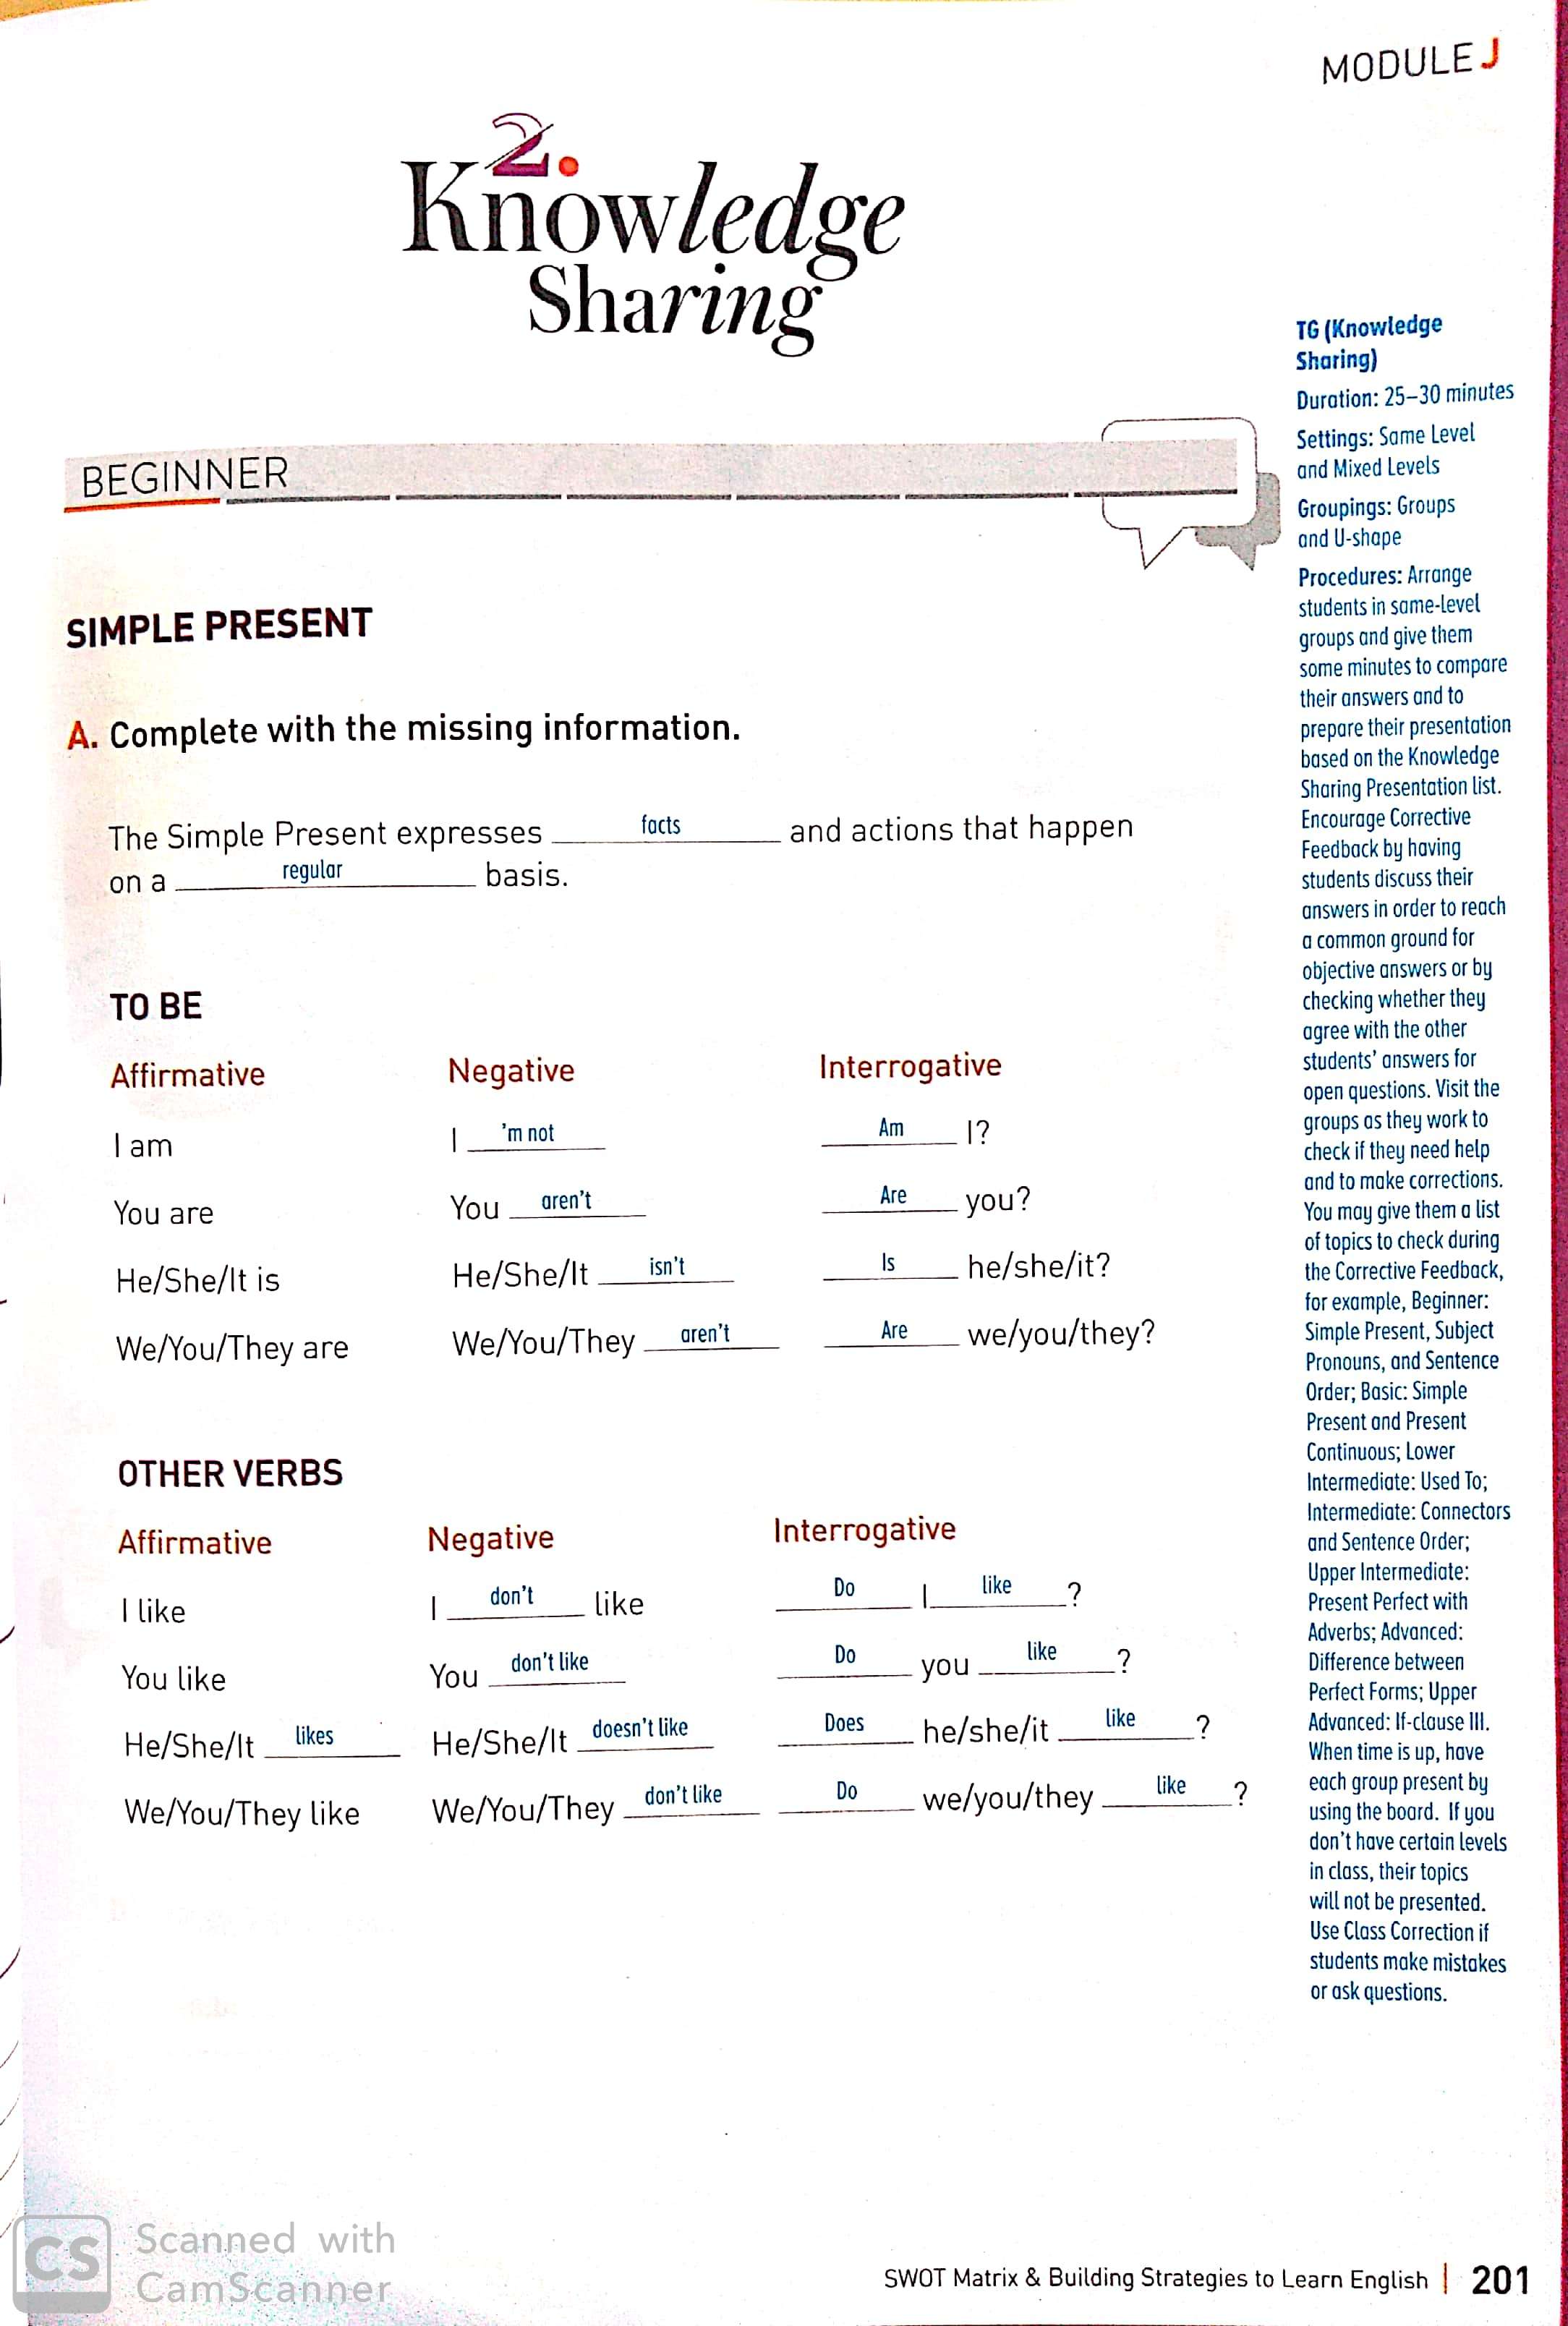 MODULE J
2.
Knowledge
Sharing
BEGINNER
SIMPLE PRESENT
A. Complete with the missing information.
The Simple Present expresses facts and actions that happen
on a regular basis.
TO BE
Affirmative Negative Interrogative
I am I 'm not Am I?
You are You aren't Are you?
He/She/It is He/She/It isn't Is he/she/it?
We/You/They are We/You/They aren't Are we/you/they?
OTHER VERBS
Affirmative Negative Interrogative
I like I don't like Do I like ?
You like You don't like Do you like ?
He/She/It likes He/She/It doesn't like Does he/she/it like ?
We/You/They like We/You/They don't like Do we/you/they like ?
TG (Knowledge
Sharing)
Duration: 25–30 minutes
Settings: Same Level
and Mixed Levels
Groupings: Groups
and U-shape
Procedures: Arrange
students in same-level
groups and give them
some minutes to compare
their answers and to
prepare their presentation
based on the Knowledge
Sharing Presentation list.
Encourage Corrective
Feedback by having
students discuss their
answers in order to reach
a common ground for
objective answers or by
checking whether they
agree with the other
students' answers for
open questions. Visit the
groups as they work to
check if they need help
and to make corrections.
You may give them a list
of topics to check during
the Corrective Feedback,
for example, Beginner:
Simple Present, Subject
Pronouns, and Sentence
Order; Basic: Simple
Present and Present
Continuous; Lower
Intermediate: Used To;
Intermediate: Connectors
and Sentence Order;
Upper Intermediate:
Present Perfect with
Adverbs; Advanced:
Difference between
Perfect Forms; Upper
Advanced: If-clause III.
When time is up, have
each group present by
using the board. If you
don't have certain levels
in class, their topics
will not be presented.
Use Class Correction if
students make mistakes
or ask questions.
CS Scanned with
CamScanner
SWOT Matrix & Building Strategies to Learn English | 201